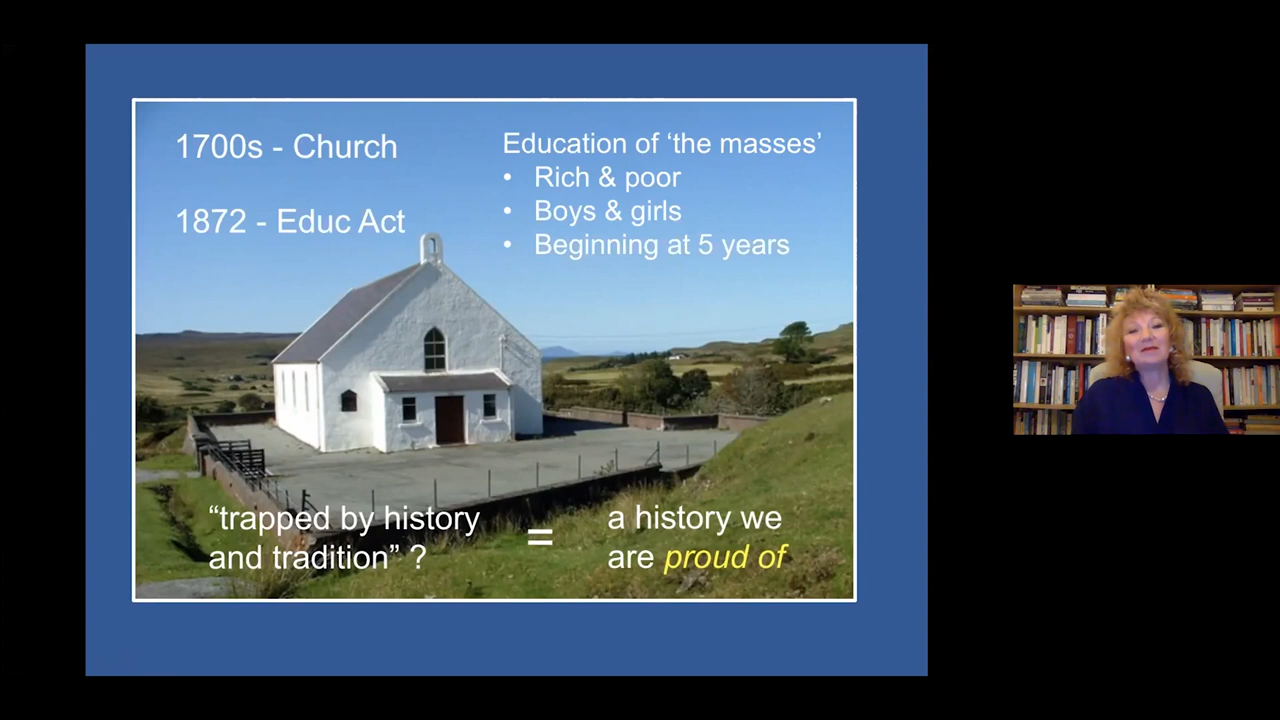 1700s - Church
1872 - Educ Act
Education of ‘the masses’
• Rich & poor
• Boys & girls
• Beginning at 5 years
“trapped by history
and tradition” ?
=
a history we
are proud of